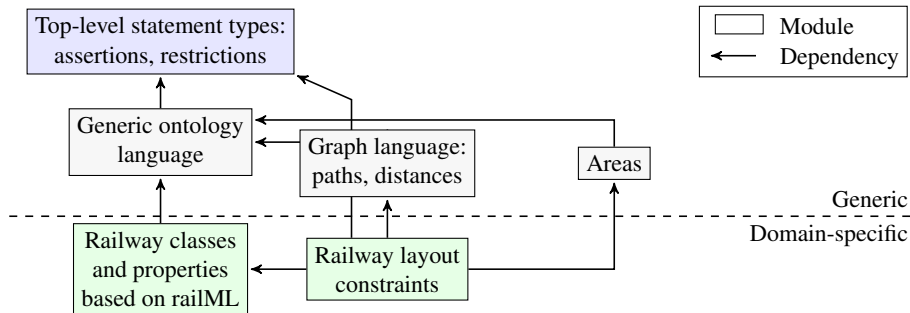 Top-level statement types:
assertions, restrictions
Module
Dependency
Generic ontology
language
Graph language:
paths, distances
Areas
Generic
Domain-specific
Railway classes
and properties
based on railML
Railway layout
constraints